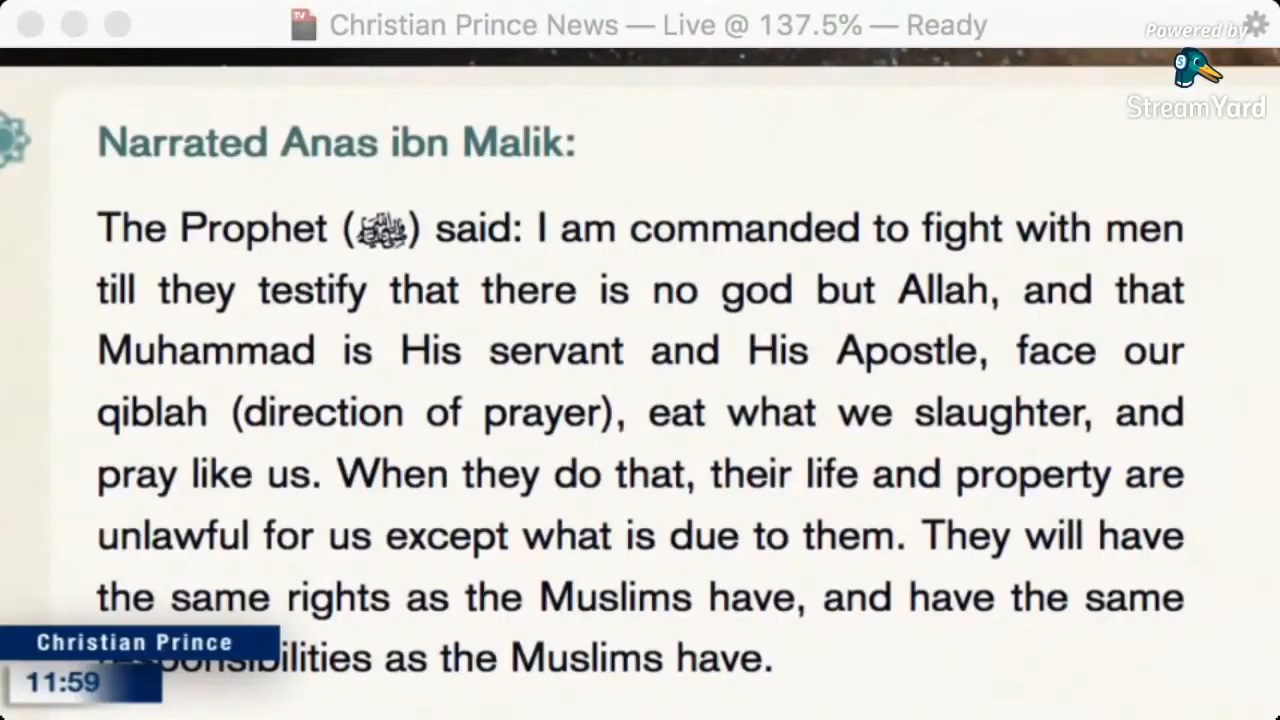 Christian Prince News — Live @ 137.5% — Ready
Powered by
StreamYard
Narrated Anas ibn Malik:
The Prophet (ﷺ) said: I am commanded to fight with men
till they testify that there is no god but Allah, and that
Muhammad is His servant and His Apostle, face our
qiblah (direction of prayer), eat what we slaughter, and
pray like us. When they do that, their life and property are
unlawful for us except what is due to them. They will have
the same rights as the Muslims have, and have the same
responsibilities as the Muslims have.
Christian Prince
11:59